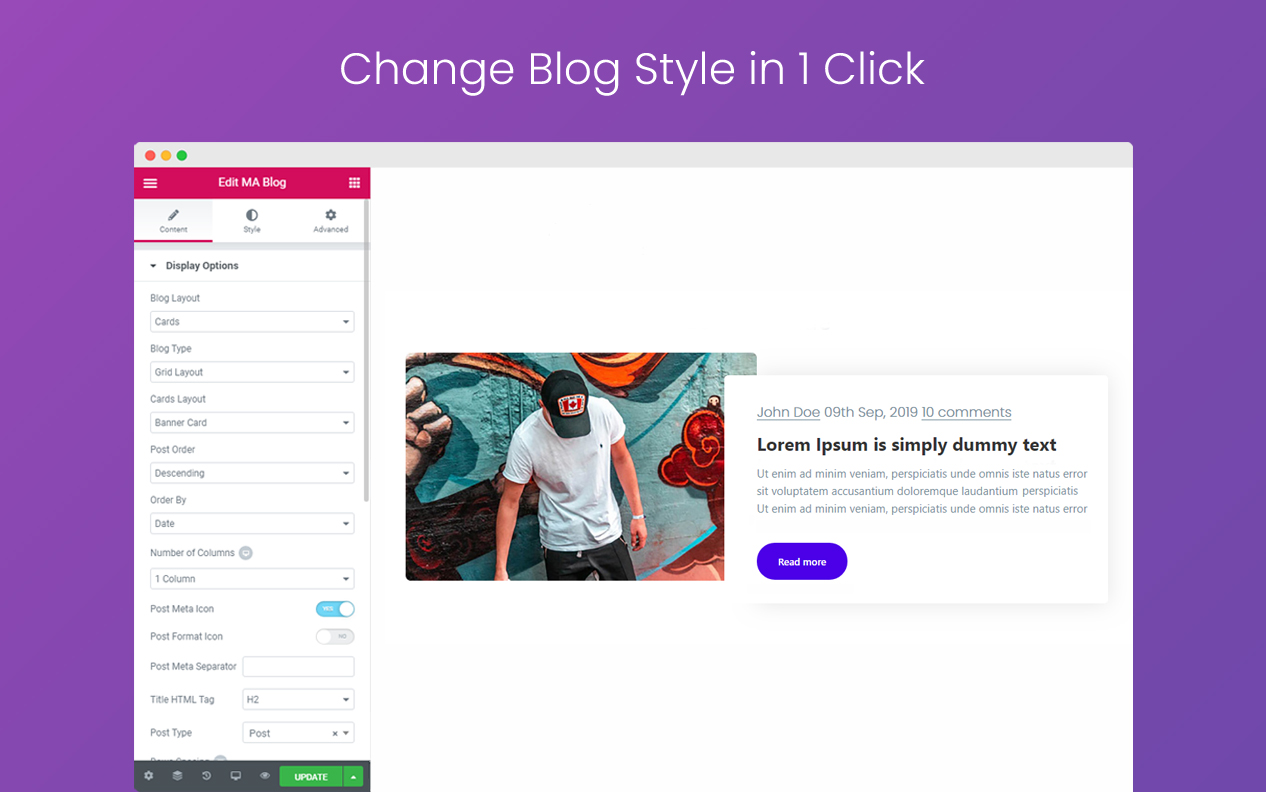 Change Blog Style in 1 Click
Edit MA Blog
Content
Style
Advanced
Display Options
Blog Layout
Cards
Blog Type
Grid Layout
Cards Layout
Banner Card
Post Order
Descending
Order By
Date
Number of Columns
1 Column
Post Meta Icon
YES
Post Format Icon
NO
Post Meta Separator
Title HTML Tag
H2
Post Type
Post
UPDATE
John Doe 09th Sep, 2019 10 comments
Lorem Ipsum is simply dummy text
Ut enim ad minim veniam, perspiciatis unde omnis iste natus error
sit voluptatem accusantium doloremque laudantium perspiciatis
Ut enim ad minim veniam, perspiciatis unde omnis iste natus error
Read more